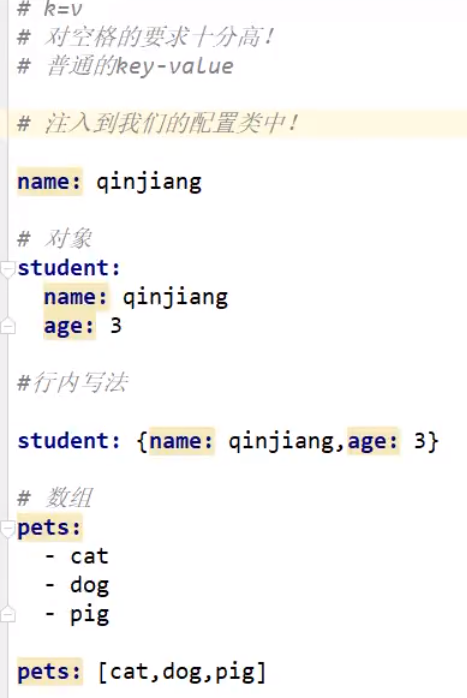 # k=v
# 对空格的要求十分高！
# 普通的key-value
# 注入到我们的配置类中！
name: qinjiang
# 对象
student:
  name: qinjiang
  age: 3
#行内写法
student: {name: qinjiang,age: 3}
# 数组
pets:
  - cat
  - dog
  - pig
pets: [cat,dog,pig]